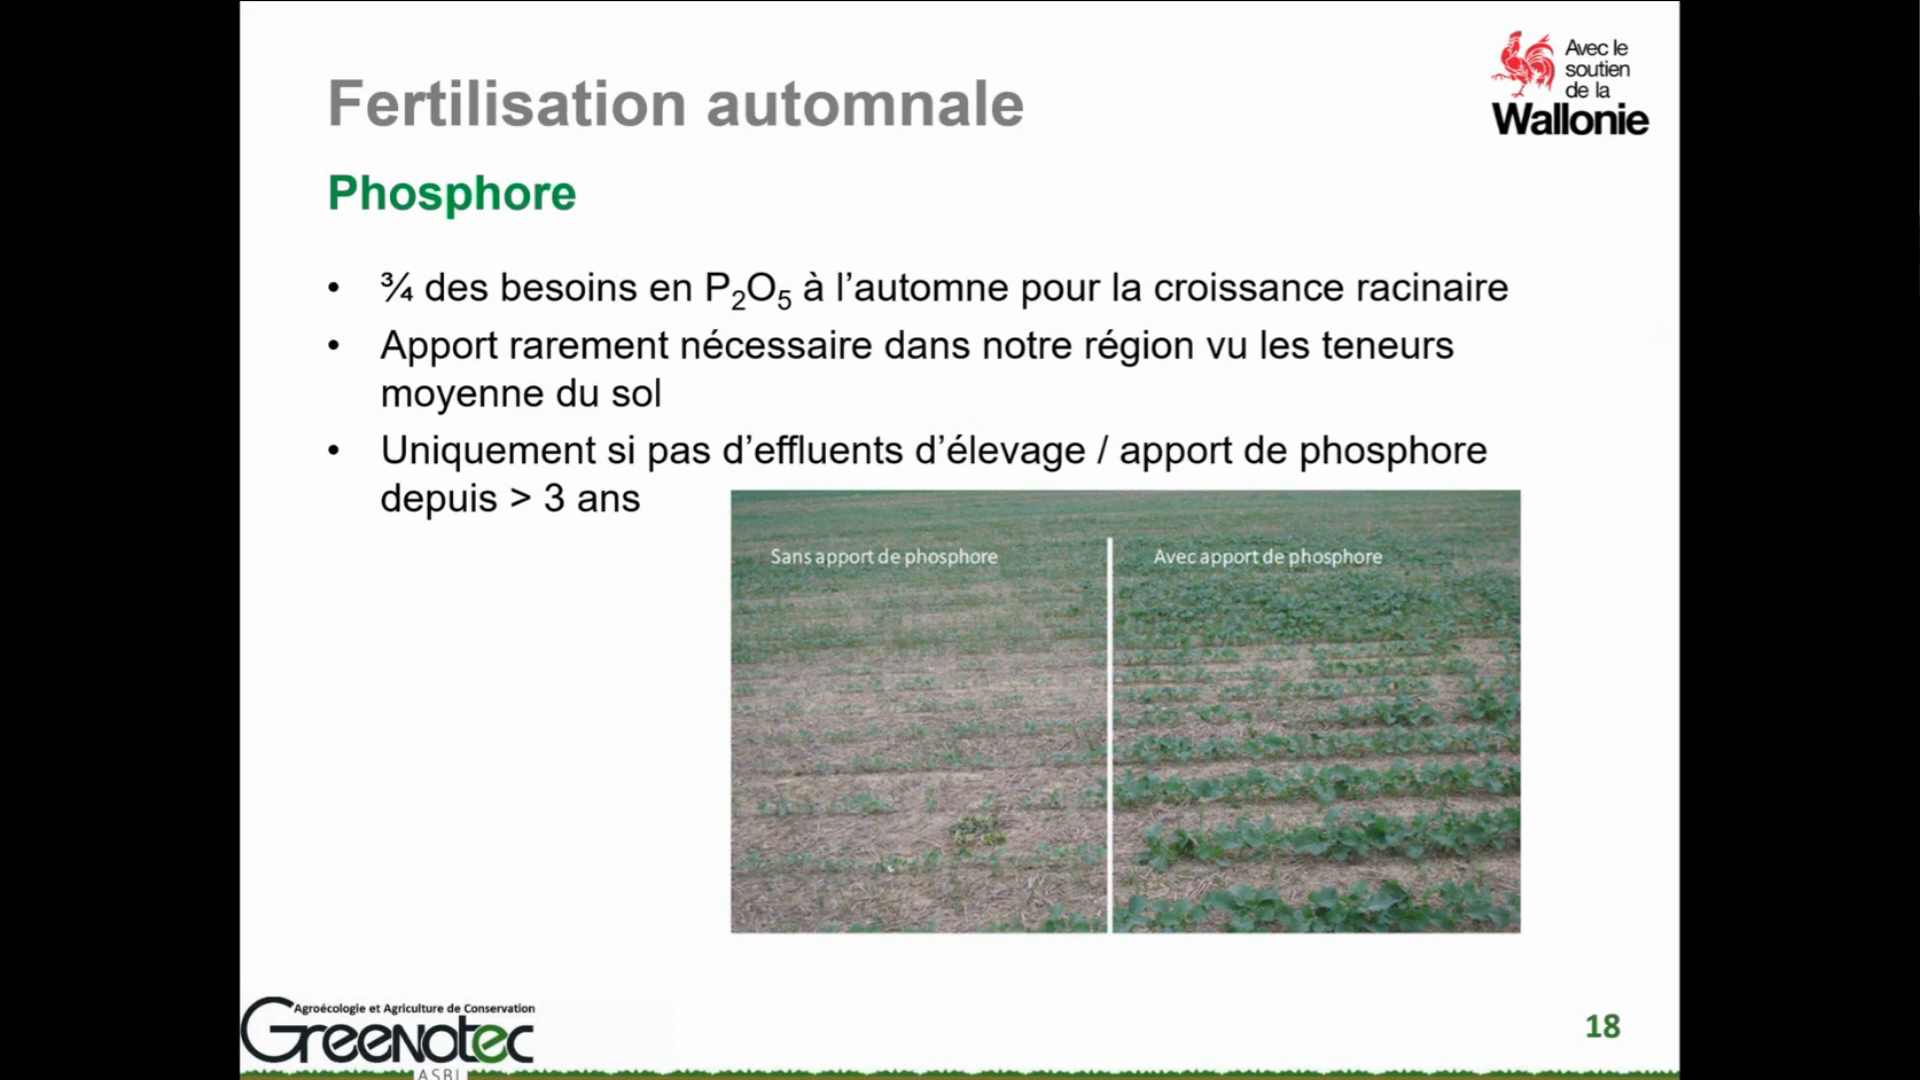 Fertilisation automnale
Avec le
soutien
de la
Wallonie
Phosphore
• ¾ des besoins en P₂O₅ à l’automne pour la croissance racinaire
• Apport rarement nécessaire dans notre région vu les teneurs
moyenne du sol
• Uniquement si pas d’effluents d’élevage / apport de phosphore
depuis > 3 ans
Sans apport de phosphore
Avec apport de phosphore
Agroécologie et Agriculture de Conservation
Greenotec
ASBL
18